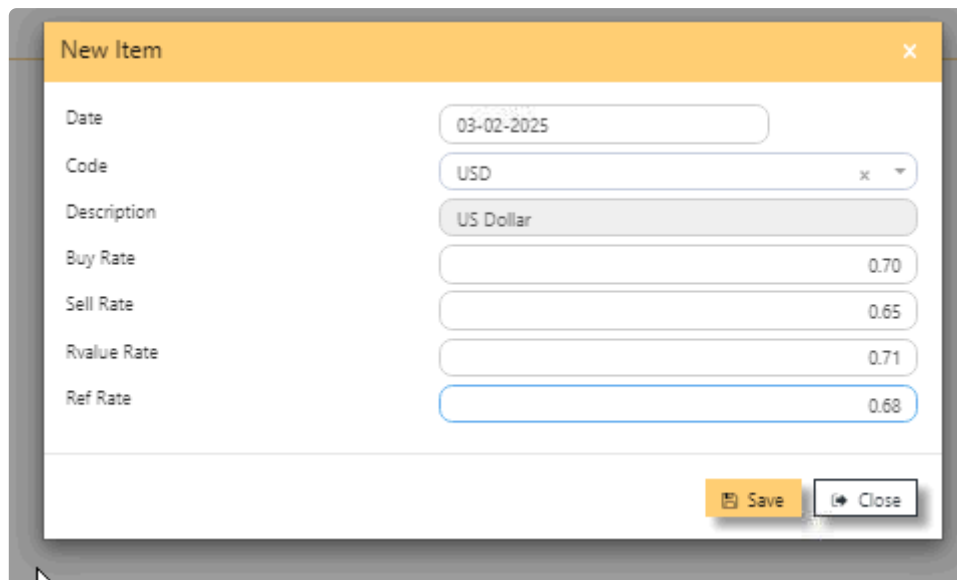 New Item
Date 03-02-2025
Code USD
Description US Dollar
Buy Rate 0.70
Sell Rate 0.65
Rvalue Rate 0.71
Ref Rate 0.68
Save Close